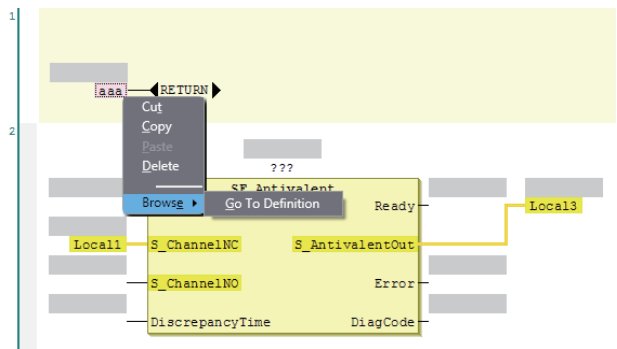 1
aaa RETURN
Cut
Copy
Paste
Delete
Browse Go To Definition
2
???
SF_Antivalent
Ready
Local1 S_ChannelNC S_AntivalentOut Local3
S_ChannelNO Error
DiscrepancyTime DiagCode